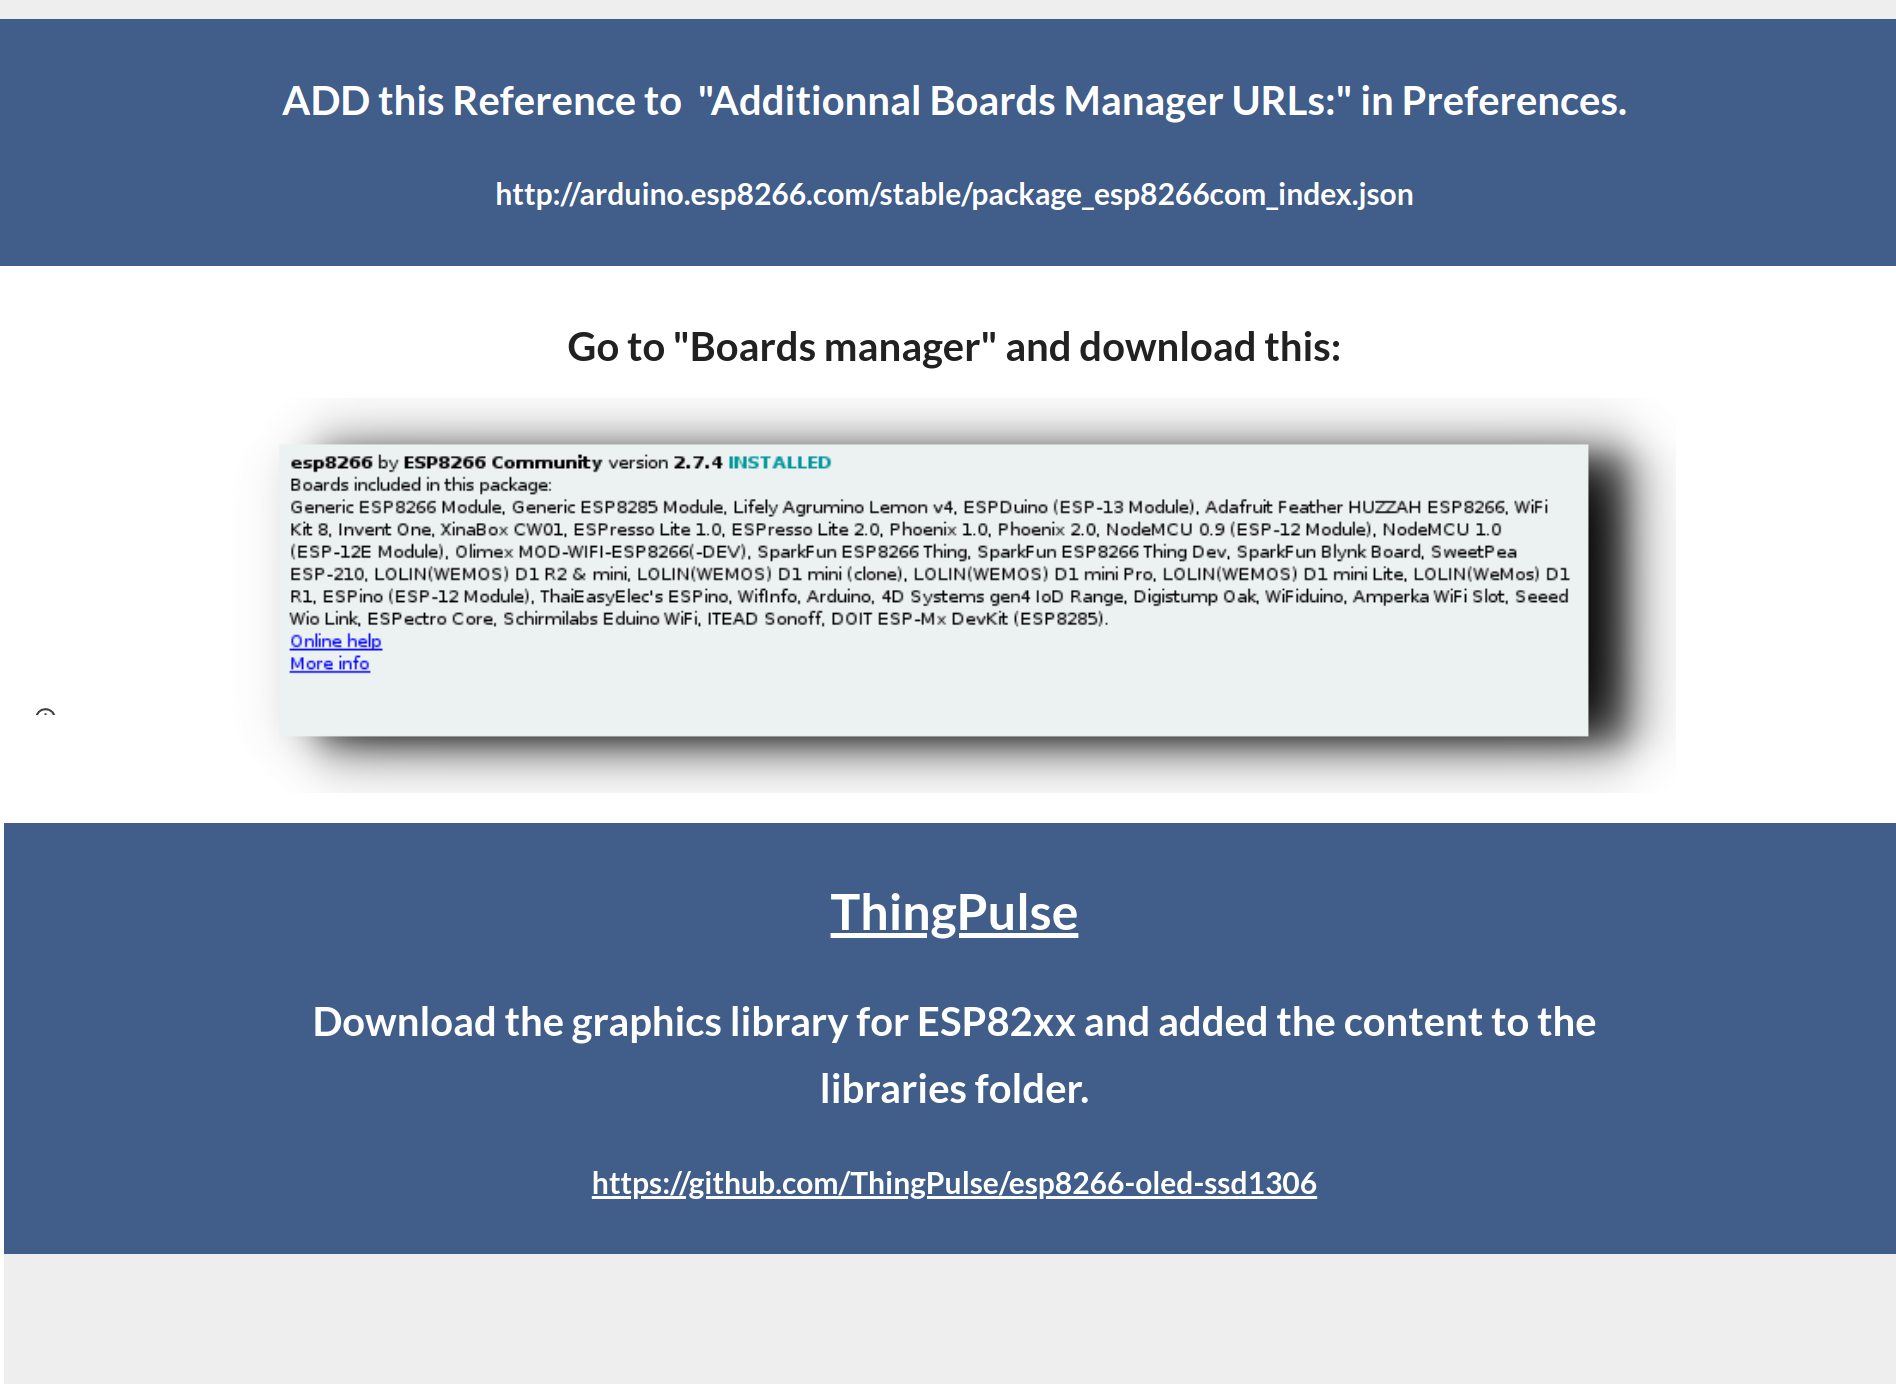 ADD this Reference to  "Additionnal Boards Manager URLs:" in Preferences.
http://arduino.esp8266.com/stable/package_esp8266com_index.json
Go to "Boards manager" and download this:
esp8266 by ESP8266 Community version 2.7.4 INSTALLED
Boards included in this package:
Generic ESP8266 Module, Generic ESP8285 Module, Lifely Agrumino Lemon v4, ESPDuino (ESP-13 Module), Adafruit Feather HUZZAH ESP8266, WiFi
Kit 8, Invent One, XinaBox CW01, ESPresso Lite 1.0, ESPresso Lite 2.0, Phoenix 1.0, Phoenix 2.0, NodeMCU 0.9 (ESP-12 Module), NodeMCU 1.0
(ESP-12E Module), Olimex MOD-WIFI-ESP8266(-DEV), SparkFun ESP8266 Thing, SparkFun ESP8266 Thing Dev, SparkFun Blynk Board, SweetPea
ESP-210, LOLIN(WEMOS) D1 R2 & mini, LOLIN(WEMOS) D1 mini (clone), LOLIN(WEMOS) D1 mini Pro, LOLIN(WEMOS) D1 mini Lite, LOLIN(WeMos) D1
R1, ESPino (ESP-12 Module), ThaiEasyElec's ESPino, WifInfo, Arduino, 4D Systems gen4 IoD Range, Digistump Oak, WiFiduino, Amperka WiFi Slot, Seeed
Wio Link, ESPectro Core, Schirmilabs Eduino WiFi, ITEAD Sonoff, DOIT ESP-Mx DevKit (ESP8285).
Online help
More info
ThingPulse
Download the graphics library for ESP82xx and added the content to the
libraries folder.
https://github.com/ThingPulse/esp8266-oled-ssd1306